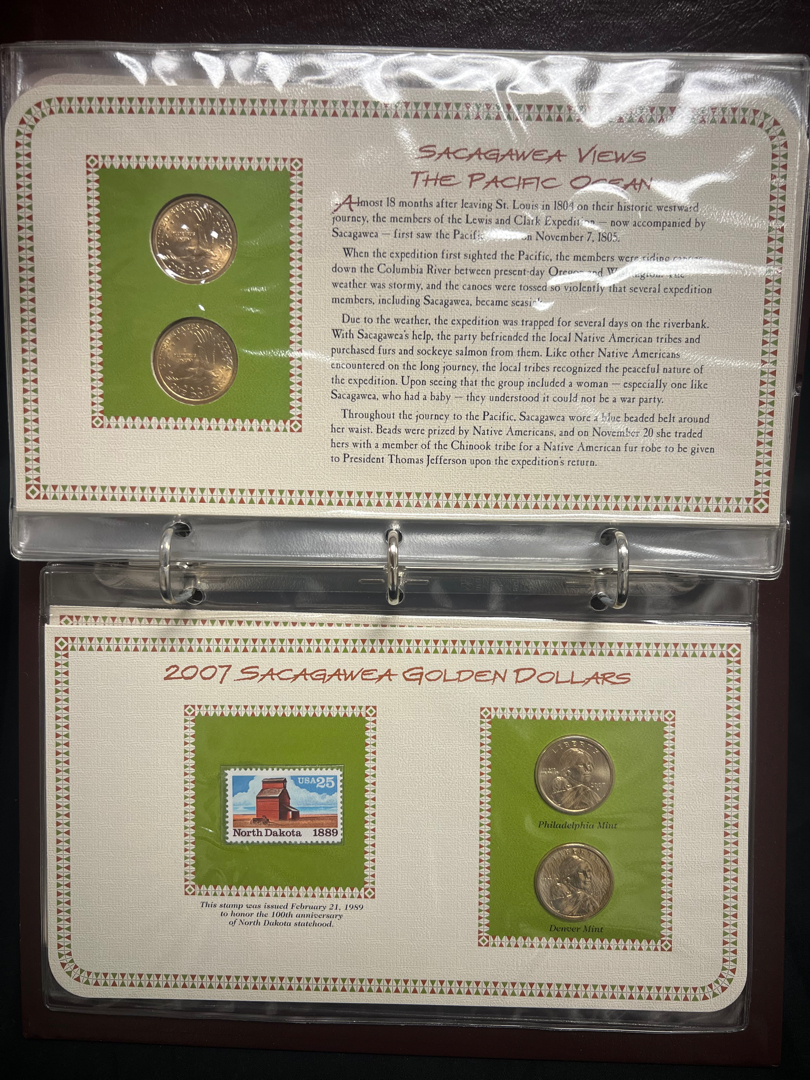 SACAGAWEA VIEWS
THE PACIFIC OCEAN
Almost 18 months after leaving St. Louis in 1804 on their historic westward
journey, the members of the Lewis and Clark Expedition — now accompanied by
Sacagawea — first saw the Pacific on November 7, 1805.
When the expedition first sighted the Pacific, the members were riding canoes
down the Columbia River between present-day Oregon and Washington. The
weather was stormy, and the canoes were tossed so violently that several expedition
members, including Sacagawea, became
Due to the weather, the expedition was trapped for several days on the riverbank.
With Sacagawea's help, the party befriended the local Native American tribes and
purchased furs and sockeye salmon from them. Like other Native Americans
encountered on the long journey, the local tribes recognized the peaceful nature of
the expedition. Upon seeing that the group included a woman — especially one like
Sacagawea, who had a baby — they understood it could not be a war party.
Throughout the journey to the Pacific, Sacagawea wore a blue beaded belt around
her waist. Beads were prized by Native Americans, and on November 20 she traded
hers with a member of the Chinook tribe for a Native American fur robe to be given
to President Thomas Jefferson upon the expedition's return.
2007 SACAGAWEA GOLDEN DOLLARS
USA 25
North Dakota 1889
This stamp was issued February 21, 1989
to honor the 100th anniversary
of North Dakota statehood.
LIBERTY
Philadelphia Mint
Denver Mint